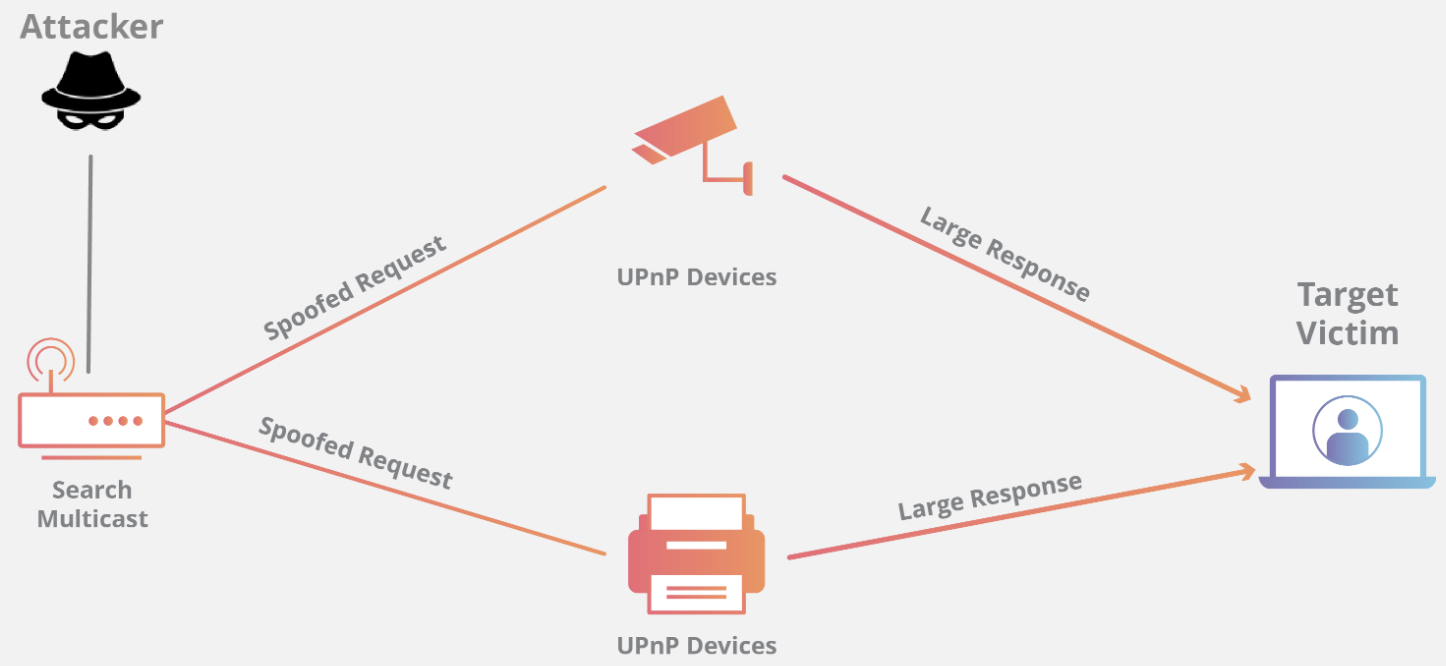 Attacker
Spoofed Request
UPnP Devices
Large Response
Target
Victim
Search
Multicast
Spoofed Request
Large Response
UPnP Devices